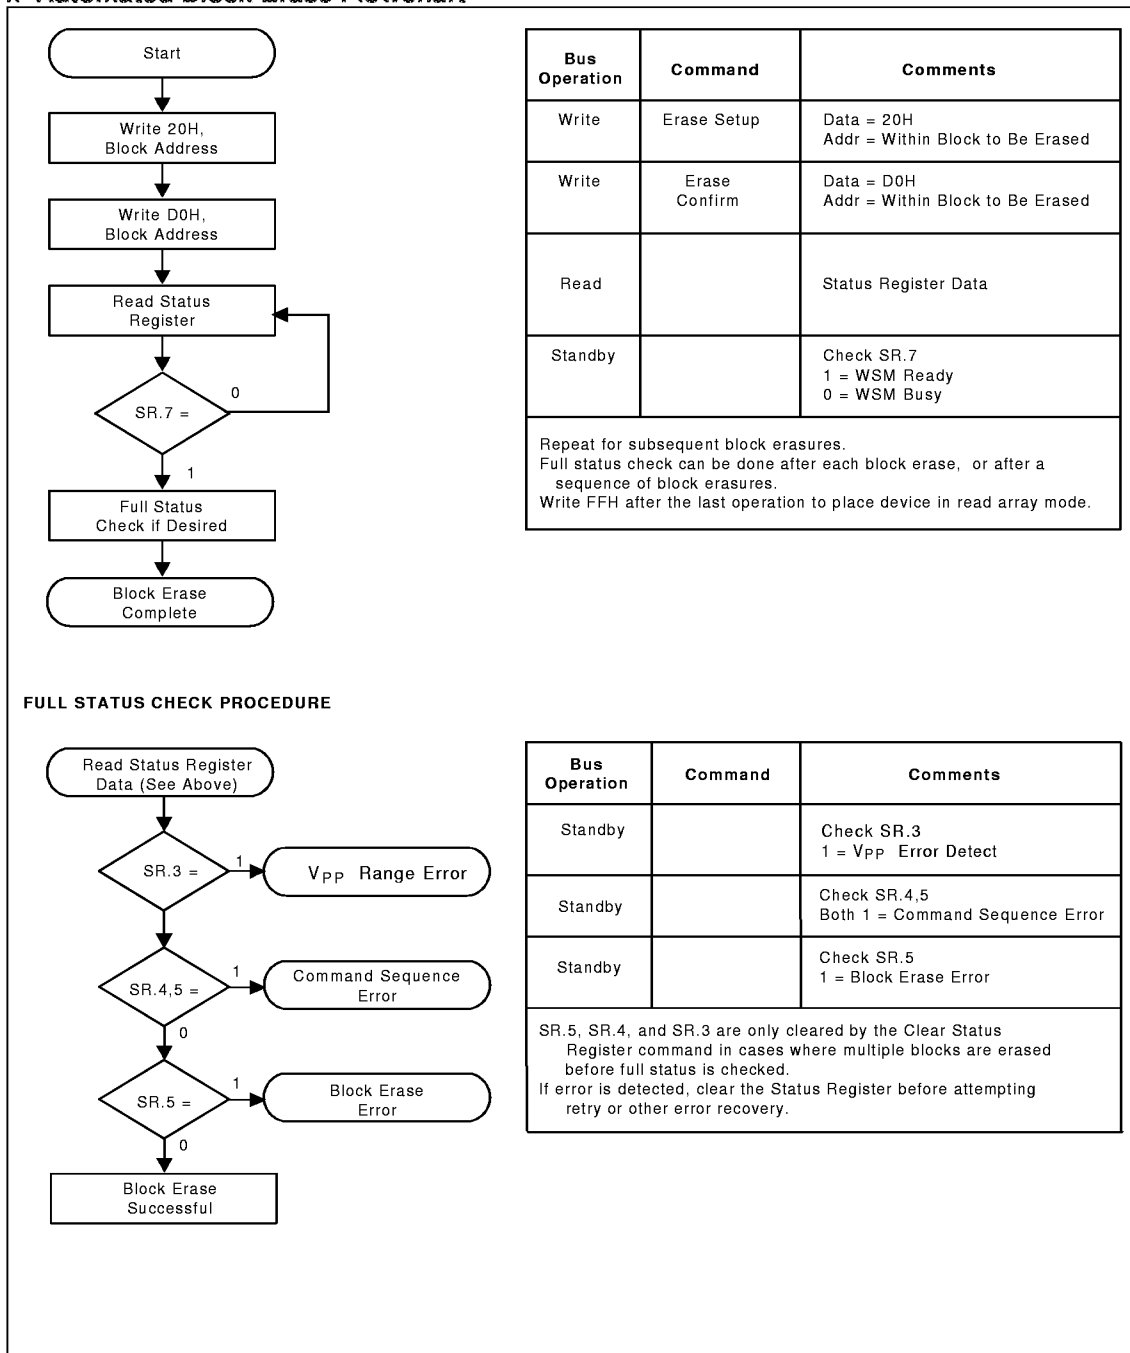 Start
Write 20H,
Block Address
Write D0H,
Block Address
Read Status
Register
SR.7 =
0
1
Full Status
Check if Desired
Block Erase
Complete
Bus
Operation
Command
Comments
Write
Erase Setup
Data = 20H
Addr = Within Block to Be Erased
Write
Erase
Confirm
Data = D0H
Addr = Within Block to Be Erased
Read
Status Register Data
Standby
Check SR.7
1 = WSM Ready
0 = WSM Busy
Repeat for subsequent block erasures.
Full status check can be done after each block erase, or after a
sequence of block erasures.
Write FFH after the last operation to place device in read array mode.
FULL STATUS CHECK PROCEDURE
Read Status Register
Data (See Above)
SR.3 =
1
VPP Range Error
SR.4,5 =
1
Command Sequence
Error
0
SR.5 =
1
Block Erase
Error
0
Block Erase
Successful
Bus
Operation
Command
Comments
Standby
Check SR.3
1 = VPP Error Detect
Standby
Check SR.4,5
Both 1 = Command Sequence Error
Standby
Check SR.5
1 = Block Erase Error
SR.5, SR.4, and SR.3 are only cleared by the Clear Status
Register command in cases where multiple blocks are erased
before full status is checked.
If error is detected, clear the Status Register before attempting
retry or other error recovery.